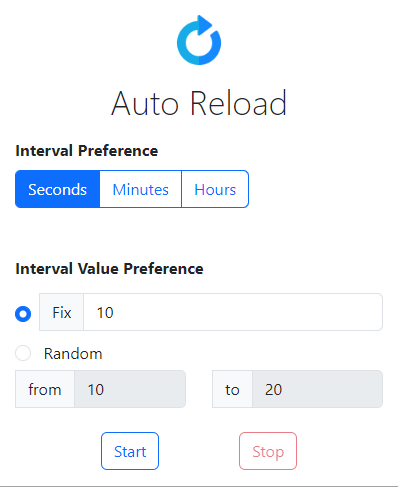 Auto Reload
Interval Preference
Seconds Minutes Hours
Interval Value Preference
Fix 10
Random
from 10 to 20
Start Stop